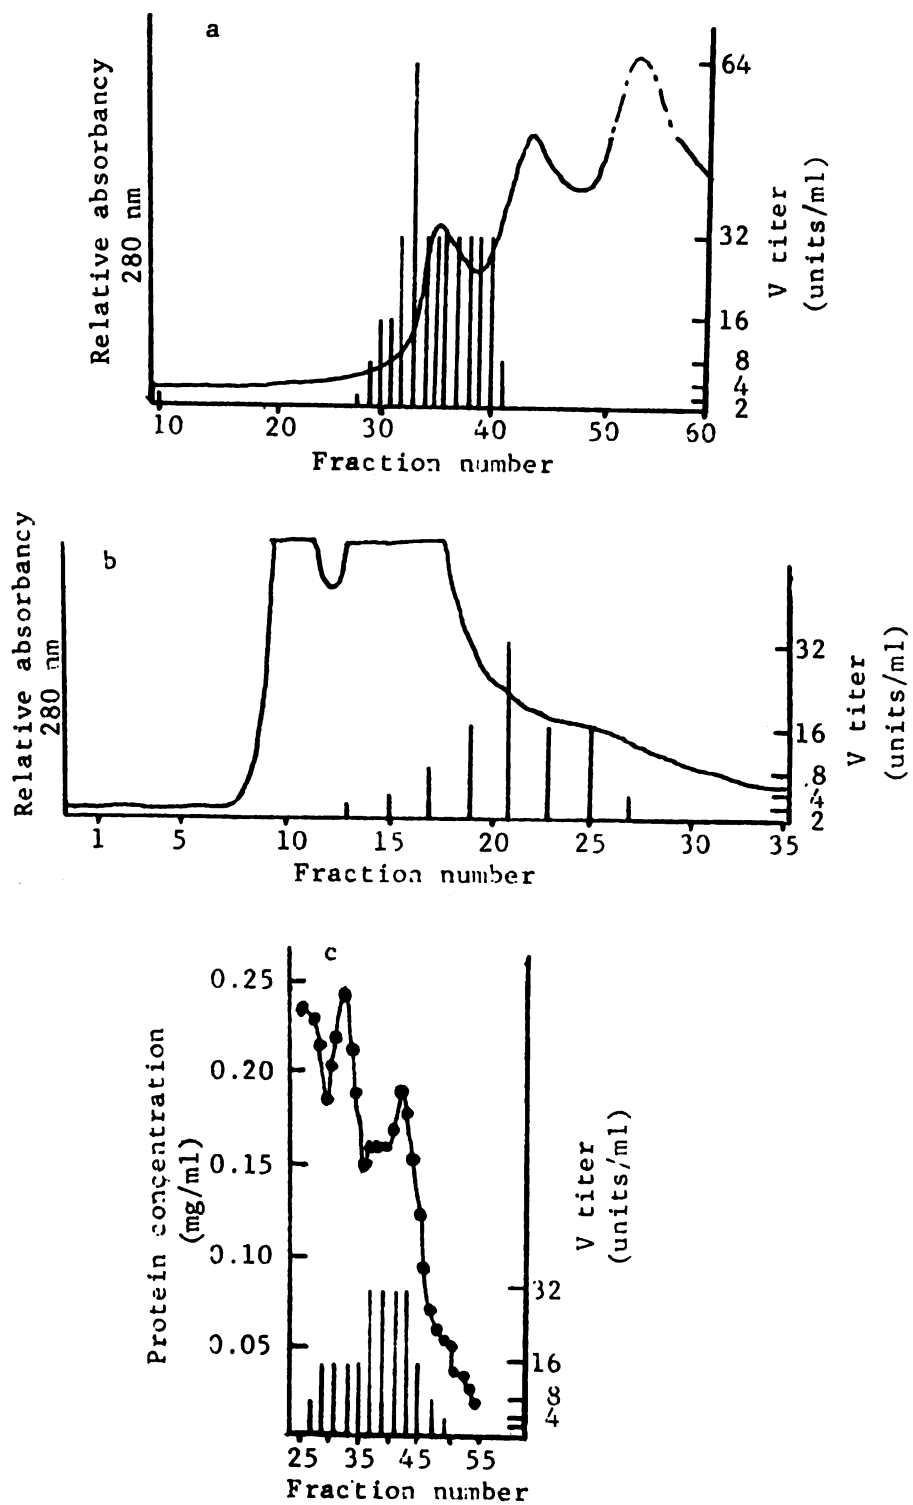 a
Relative absorbancy
280 nm
64
32
16
8
4
2
V titer
(units/ml)
10 20 30 40 50 60
Fraction number
b
Relative absorbancy
280 nm
32
16
8
4
2
V titer
(units/ml)
1 5 10 15 20 25 30 35
Fraction number
c
0.25
0.20
0.15
0.10
0.05
Protein concentration
(mg/ml)
32
16
8
4
V titer
(units/ml)
25 35 45 55
Fraction number